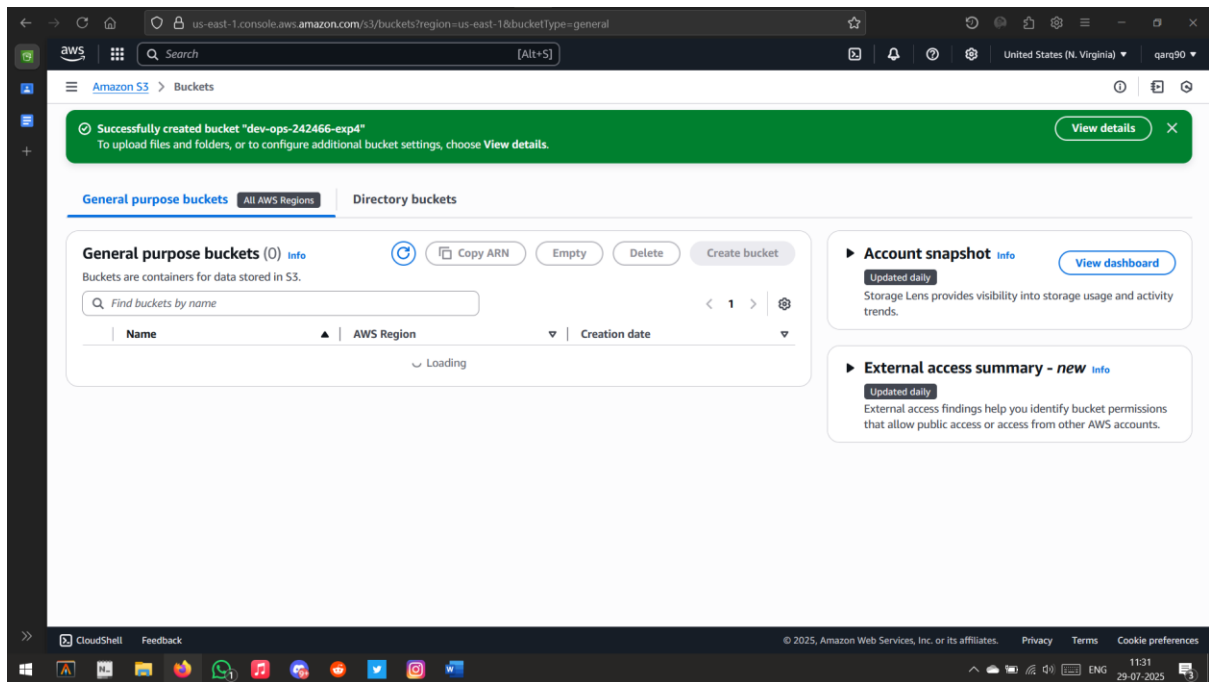 us-east-1.console.aws.amazon.com/s3/buckets?region=us-east-1&bucketType=general
aws
Search
[Alt+S]
United States (N. Virginia)
qarq90
Amazon S3 > Buckets
Successfully created bucket "dev-ops-242466-exp4"
To upload files and folders, or to configure additional bucket settings, choose View details.
View details
General purpose buckets
All AWS Regions
Directory buckets
General purpose buckets (0) Info
Copy ARN
Empty
Delete
Create bucket
Buckets are containers for data stored in S3.
Find buckets by name
1
Name
AWS Region
Creation date
Loading
Account snapshot Info
View dashboard
Updated daily
Storage Lens provides visibility into storage usage and activity
trends.
External access summary - new Info
Updated daily
External access findings help you identify bucket permissions
that allow public access or access from other AWS accounts.
CloudShell
Feedback
© 2025, Amazon Web Services, Inc. or its affiliates.
Privacy
Terms
Cookie preferences
ENG
11:31
29-07-2025
3